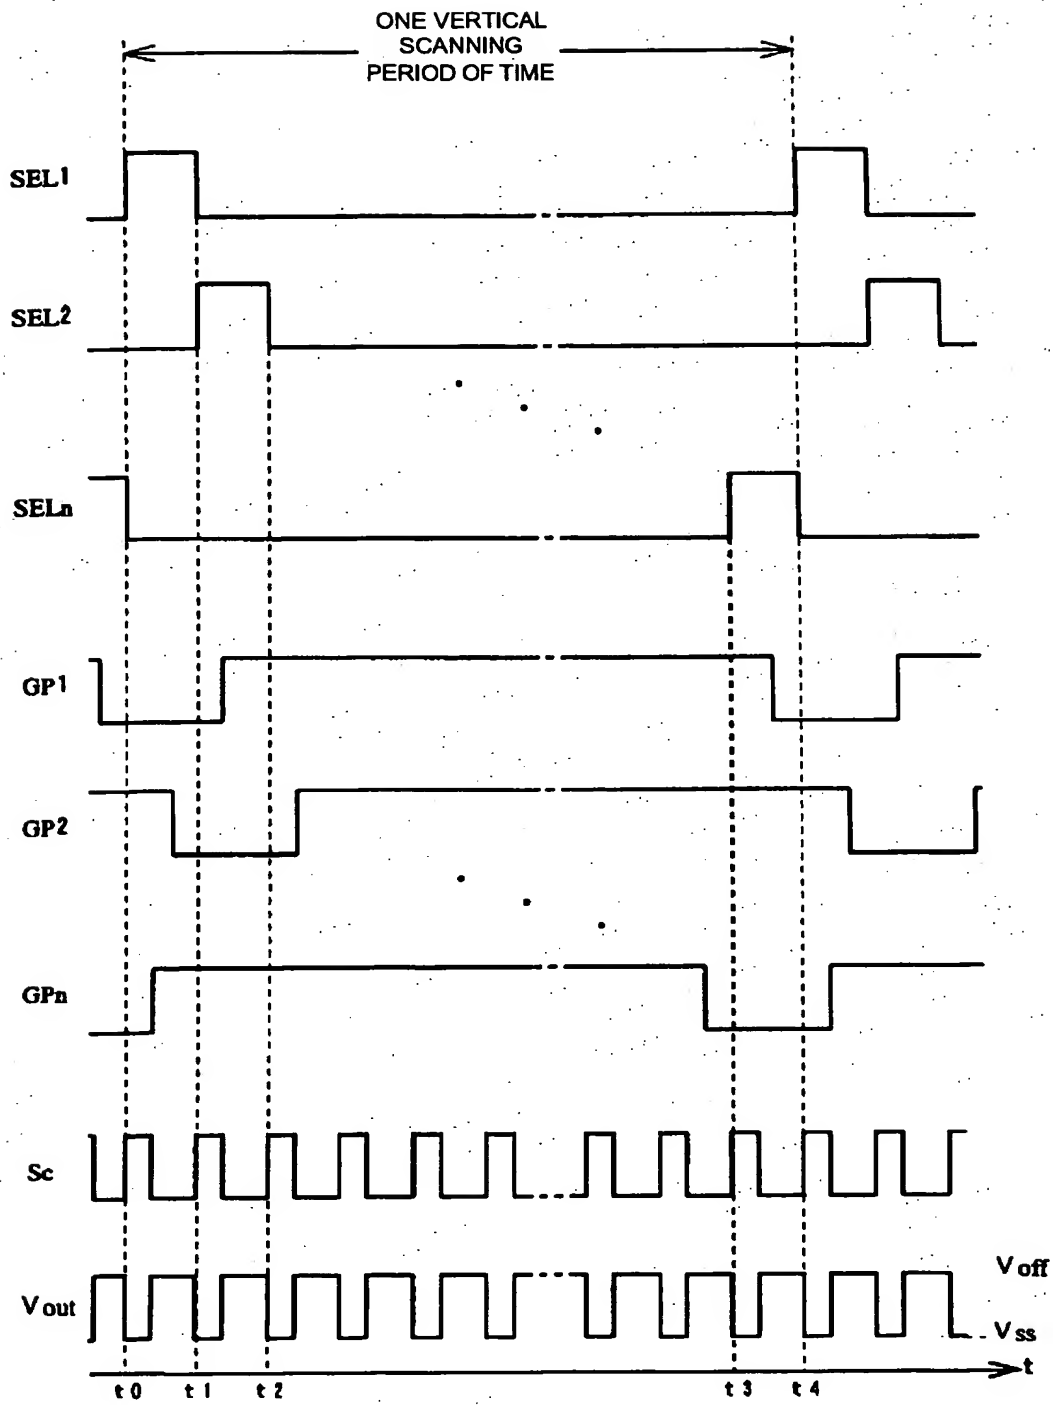 ONE VERTICAL
SCANNING
PERIOD OF TIME
SEL1
SEL2
SELn
GP1
GP2
GPn
Sc
Voff
Vout
Vss
t
t0 t1 t2 t3 t4